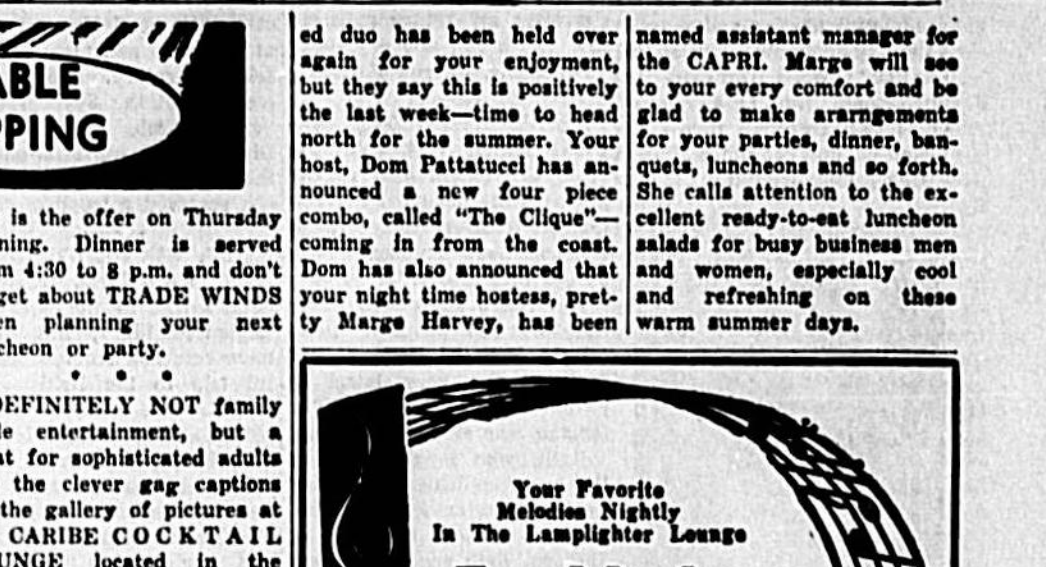 ABLE
PPING
is the offer on Thursday
ning. Dinner is served
m 4:30 to 8 p.m. and don't
get about TRADE WINDS
en planning your next
cheon or party.
* * *
DEFINITELY NOT family
le entertainment, but a
st for sophisticated adults
the clever gag captions
the gallery of pictures at
CARIBE COCKTAIL
UNGE located in the
ed duo has been held over
again for your enjoyment,
but they say this is positively
the last week—time to head
north for the summer. Your
host, Dom Pattatucci has an-
nounced a new four piece
combo, called "The Clique"—
coming in from the coast.
Dom has also announced that
your night time hostess, pret-
ty Marge Harvey, has been
named assistant manager for
the CAPRI. Marge will see
to your every comfort and be
glad to make ararngements
for your parties, dinner, ban-
quets, luncheons and so forth.
She calls attention to the ex-
cellent ready-to-eat luncheon
salads for busy business men
and women, especially cool
and refreshing on these
warm summer days.
Your Favorite
Melodies Nightly
In The Lamplighter Lounge